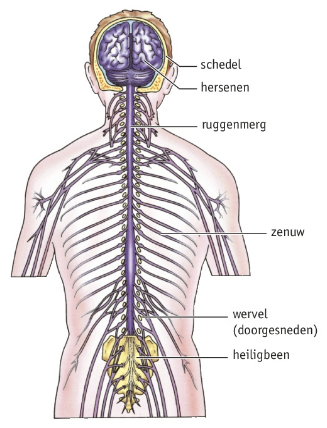 schedel
hersenen
ruggenmerg
zenuw
wervel
(doorgesneden)
heiligbeen